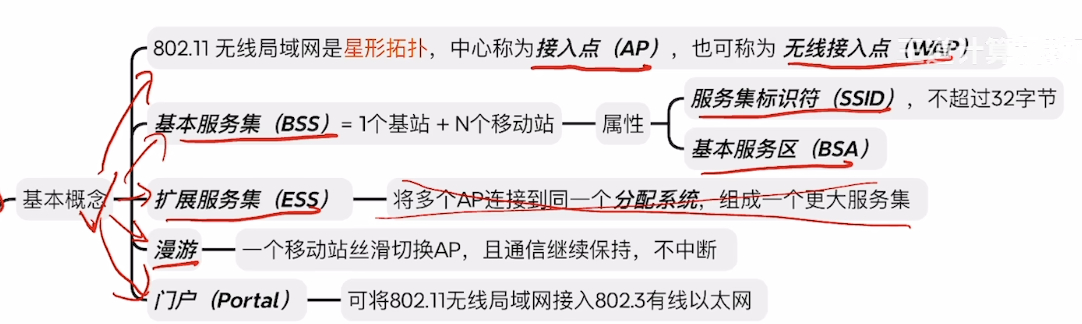 802.11 无线局域网是星形拓扑，中心称为接入点（AP），也可称为 无线接入点（WAP）
服务集标识符（SSID），不超过32字节
基本服务集（BSS）= 1个基站 + N个移动站
属性
基本服务区（BSA）
基本概念
扩展服务集（ESS）
将多个AP连接到同一个分配系统，组成一个更大服务集
漫游
一个移动站丝滑切换AP，且通信继续保持，不中断
门户（Portal）
可将802.11无线局域网接入802.3有线以太网